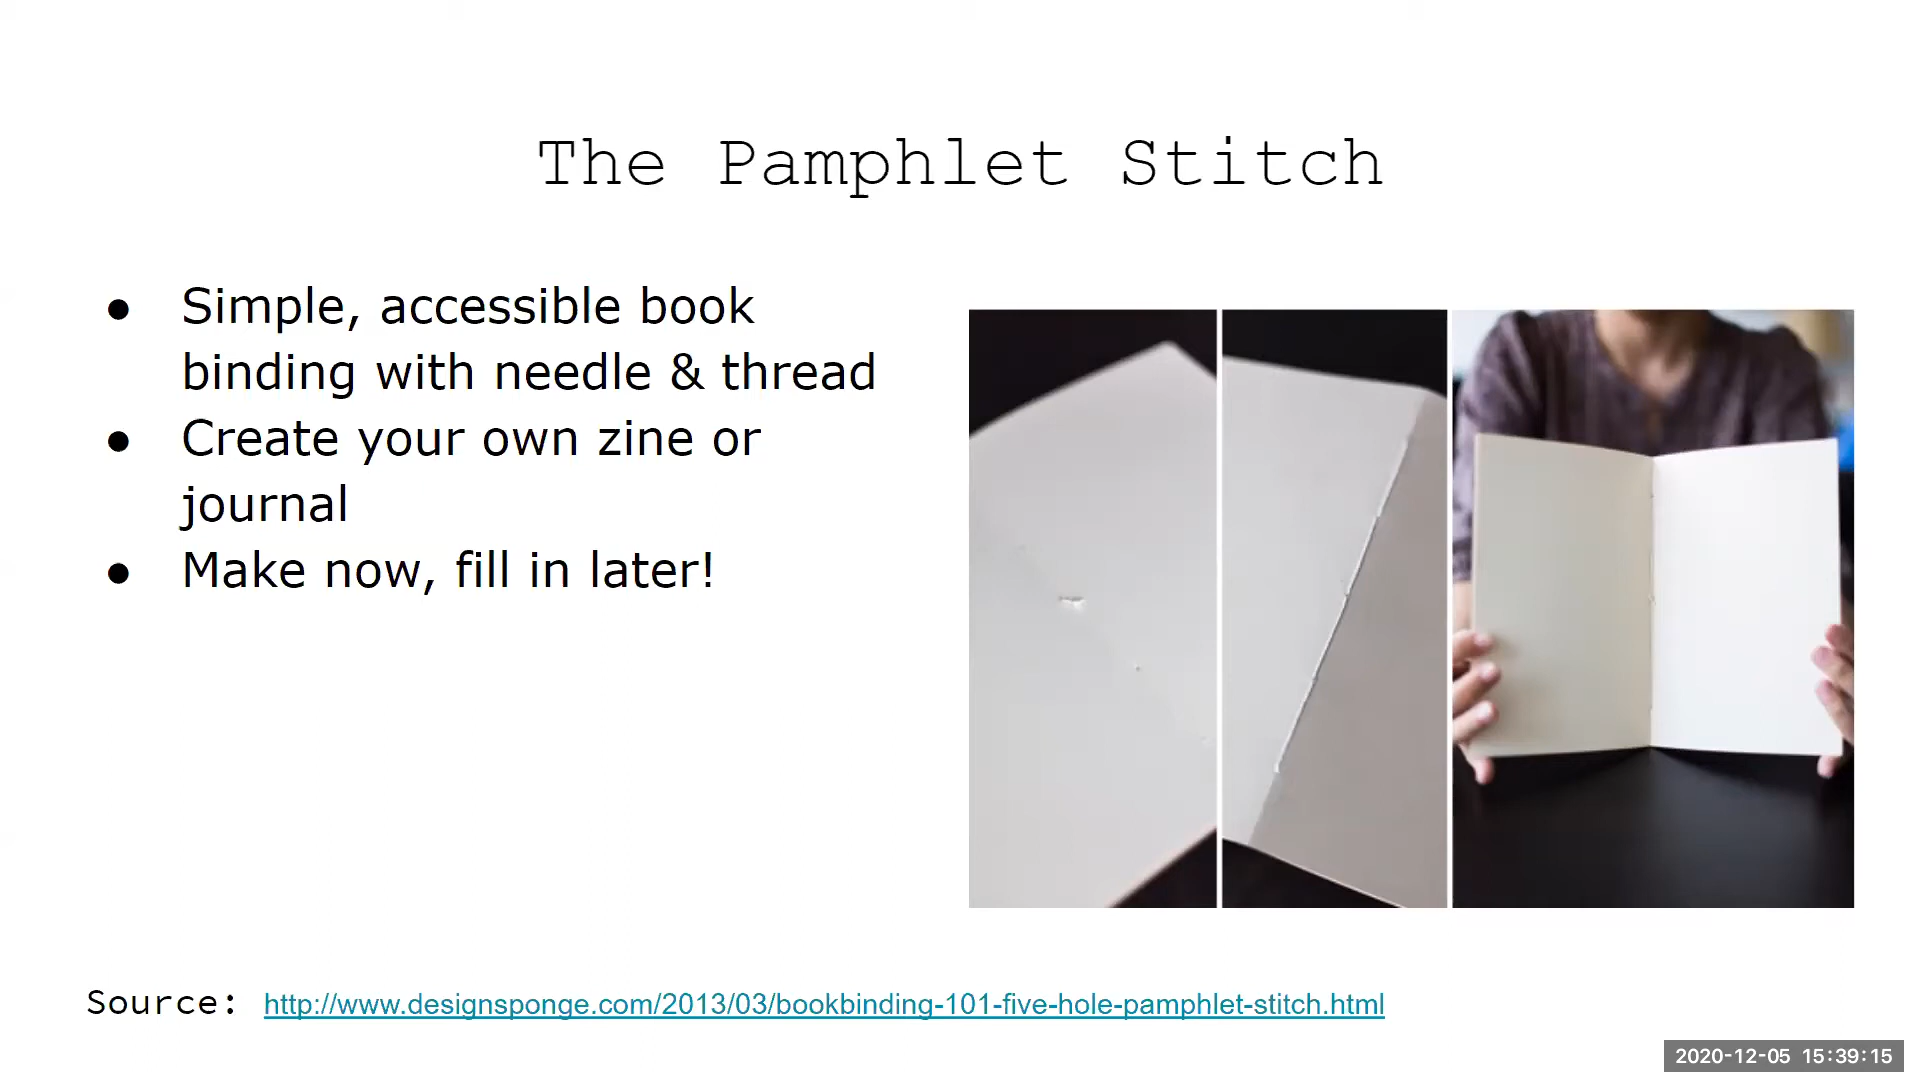 The Pamphlet Stitch
● Simple, accessible book
binding with needle & thread
● Create your own zine or
journal
● Make now, fill in later!
Source: http://www.designsponge.com/2013/03/bookbinding-101-five-hole-pamphlet-stitch.html
2020-12-05 15:39:15